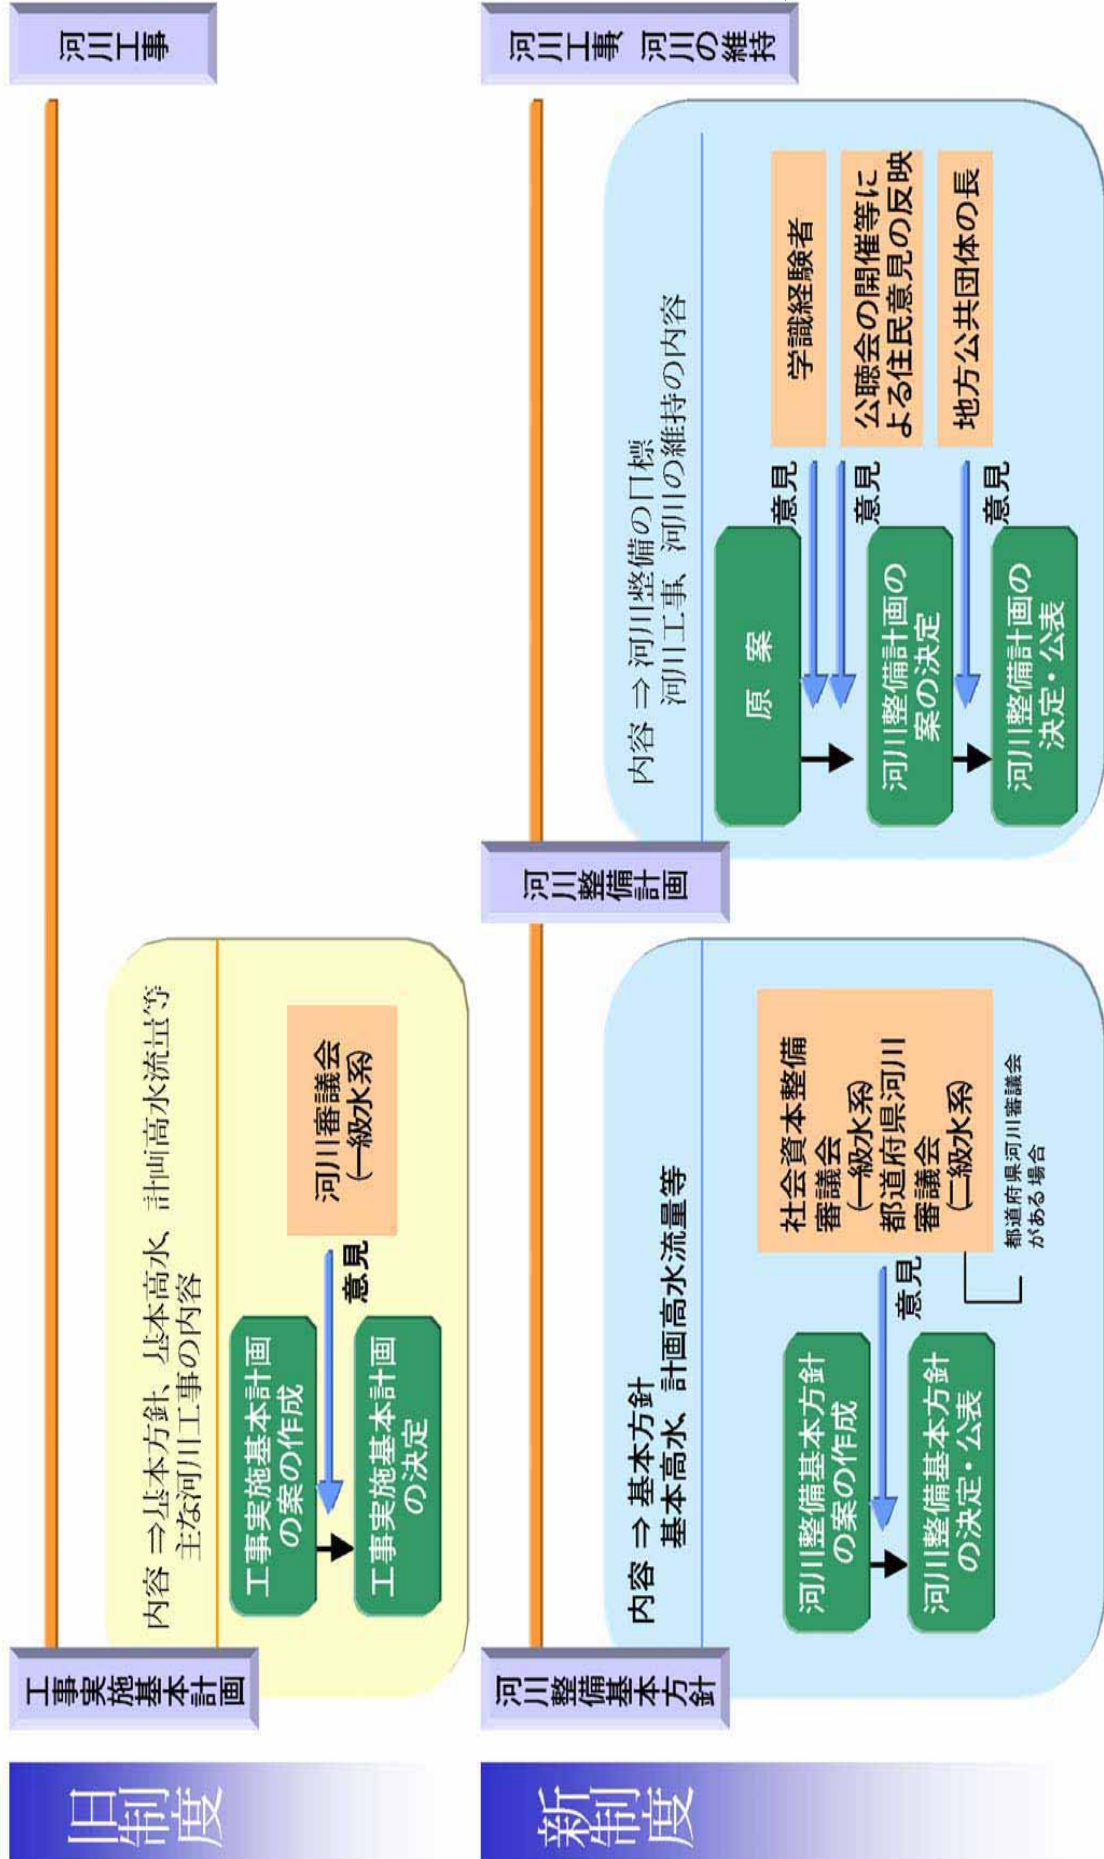 旧制度
工事実施基本計画
河川工事
内容 ⇒基本方針、基本高水、計画高水流量等
主な河川工事の内容
工事実施基本計画
の案の作成
河川審議会
(一級水系)
意見
工事実施基本計画
の決定
新制度
河川整備基本方針
河川整備計画
河川工事 河川の維持
内容 ⇒ 基本方針
基本高水、計画高水流量等
河川整備基本方針
の案の作成
社会資本整備
審議会
(一級水系)
都道府県河川
審議会
(二級水系)
意見
都道府県河川審議会
がある場合
河川整備基本方針
の決定・公表
内容 ⇒ 河川整備の目標
河川工事、河川の維持の内容
原 案
意見
学識経験者
意見
公聴会の開催等に
よる住民意見の反映
河川整備計画の
案の決定
意見
地方公共団体の長
河川整備計画の
決定・公表